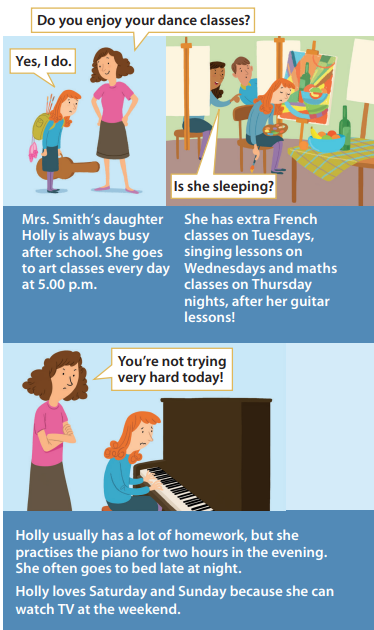 Do you enjoy your dance classes?
Yes, I do.
Is she sleeping?
Mrs. Smith's daughter
Holly is always busy
after school. She goes
to art classes every day
at 5.00 p.m.
She has extra French
classes on Tuesdays,
singing lessons on
Wednesdays and maths
classes on Thursday
nights, after her guitar
lessons!
You're not trying
very hard today!
Holly usually has a lot of homework, but she
practises the piano for two hours in the evening.
She often goes to bed late at night.
Holly loves Saturday and Sunday because she can
watch TV at the weekend.